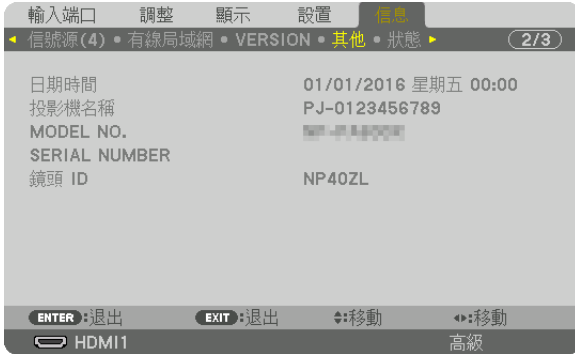 輸入端口 調整 顯示 設置 信息
信號源(4) • 有線局域網 • VERSION • 其他 • 狀態 2/3
日期時間 01/01/2016 星期五 00:00
投影機名稱 PJ-0123456789
MODEL NO.
SERIAL NUMBER
鏡頭 ID NP40ZL
ENTER :退出 EXIT :退出 :移動 :移動
HDMI1 高級